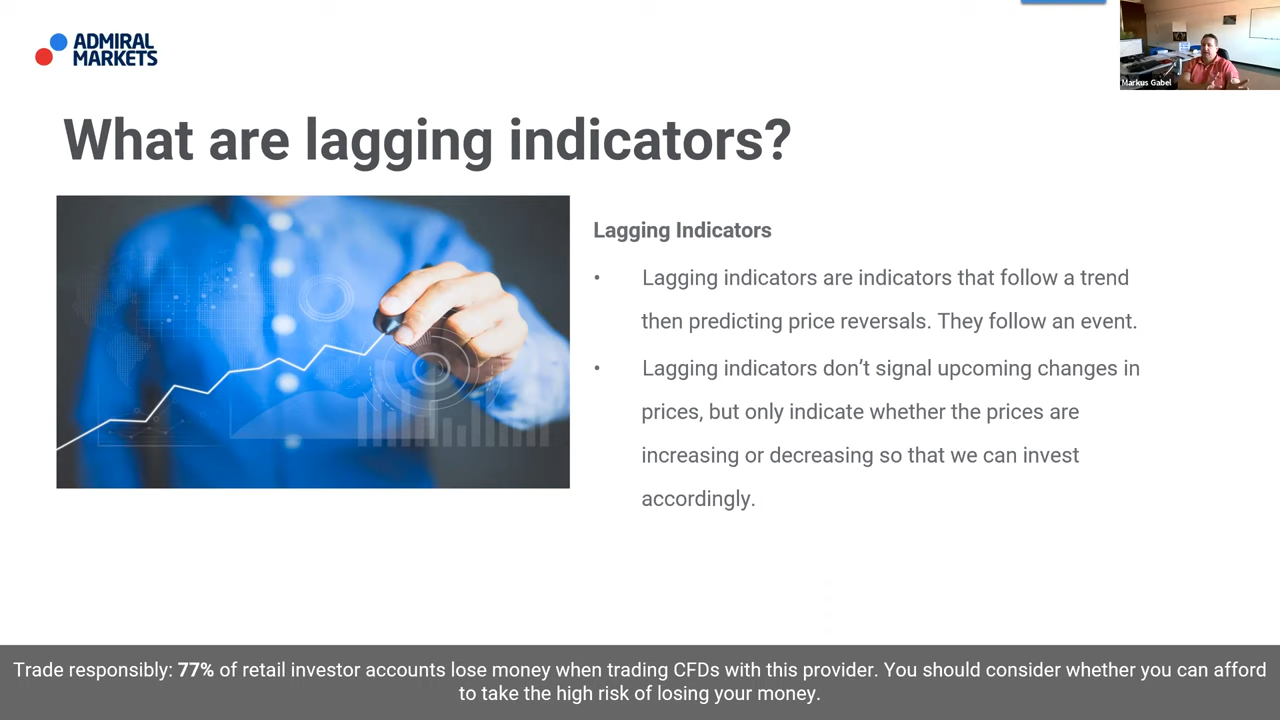 ADMIRAL
MARKETS
Markus Gabel
What are lagging indicators?
Lagging Indicators
• Lagging indicators are indicators that follow a trend
then predicting price reversals. They follow an event.
• Lagging indicators don’t signal upcoming changes in
prices, but only indicate whether the prices are
increasing or decreasing so that we can invest
accordingly.
Trade responsibly: 77% of retail investor accounts lose money when trading CFDs with this provider. You should consider whether you can afford
to take the high risk of losing your money.